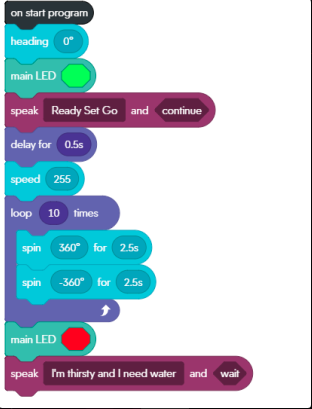 on start program
heading 0°
main LED
speak Ready Set Go and continue
delay for 0.5s
speed 255
loop 10 times
spin 360° for 2.5s
spin -360° for 2.5s
main LED
speak I'm thirsty and I need water and wait